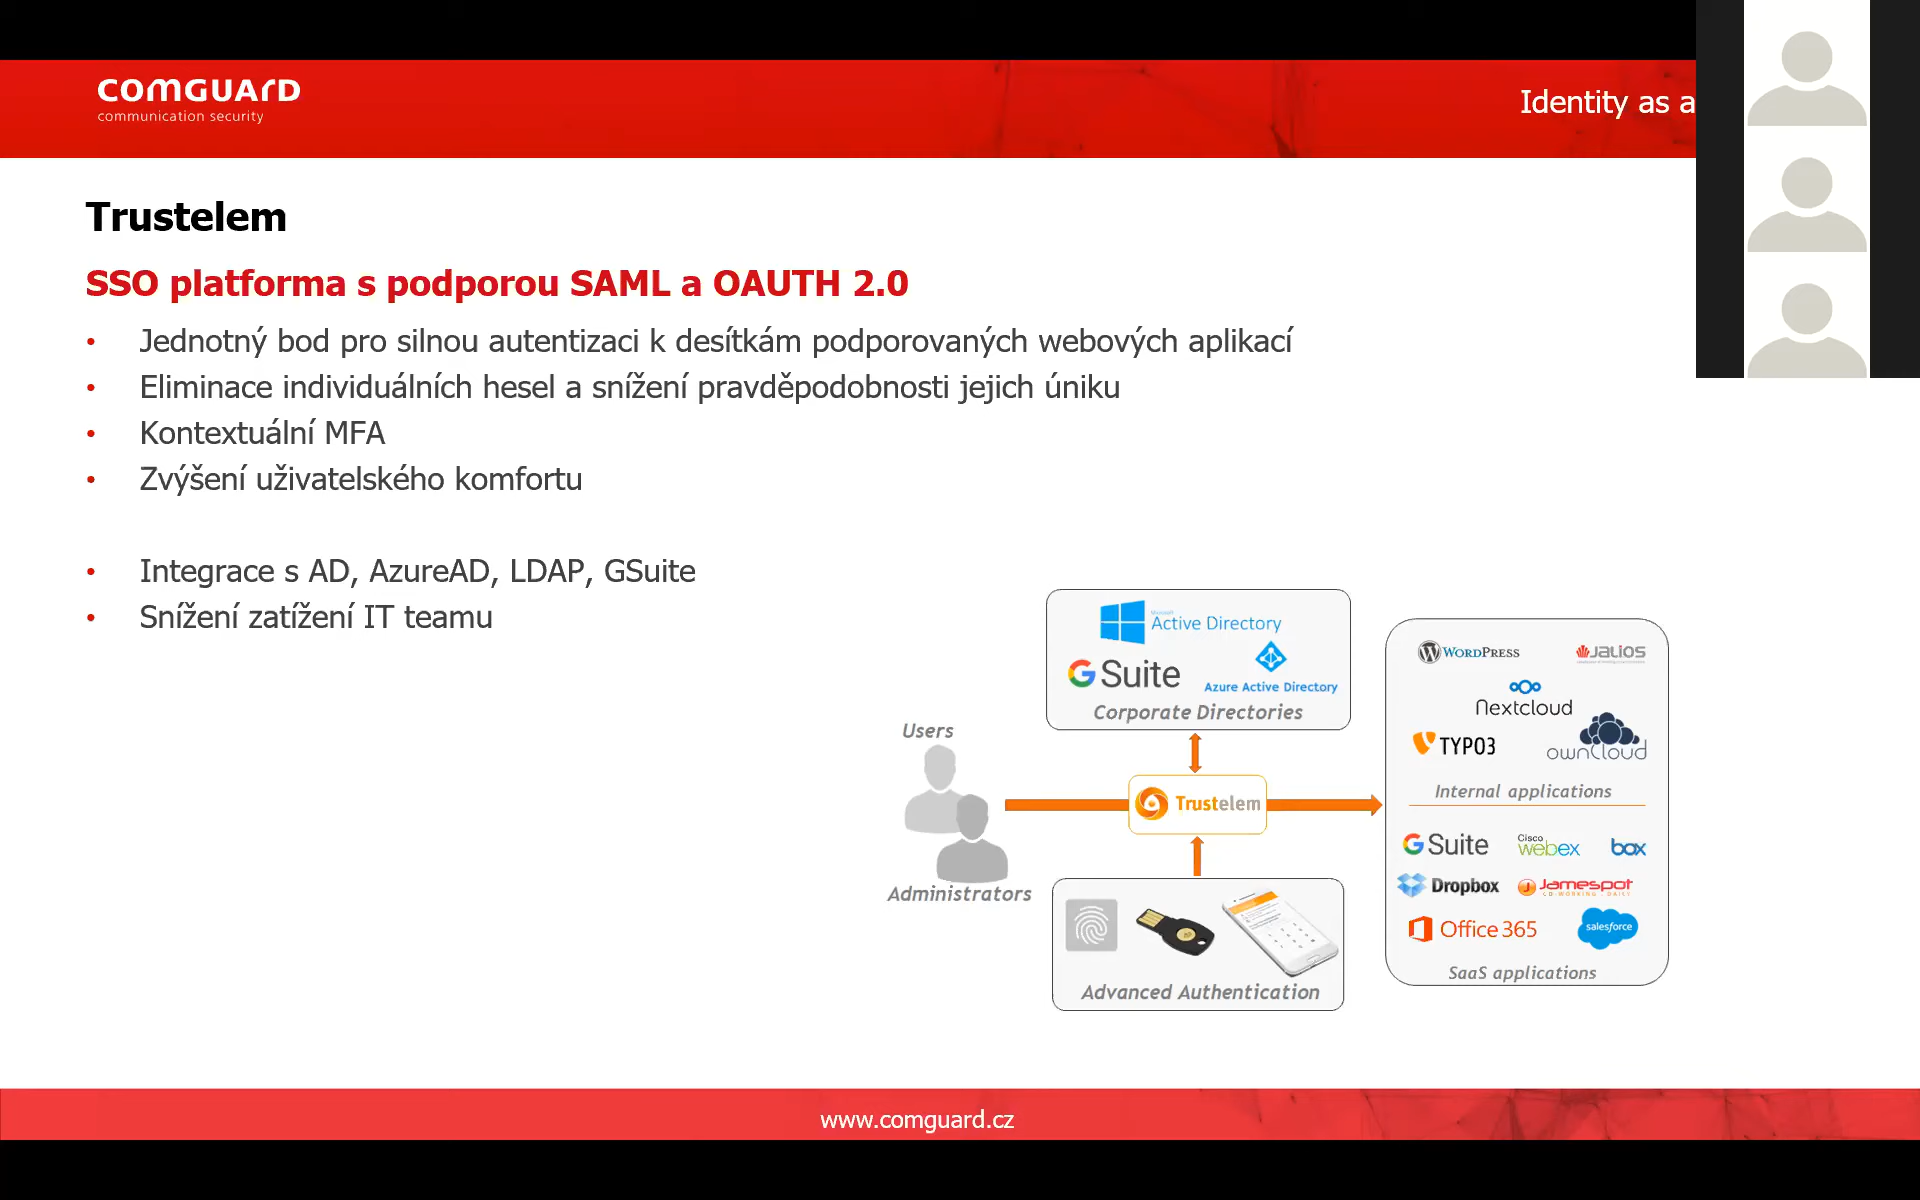 COMGUARD
communication security
Identity as a
Trustelem
SSO platforma s podporou SAML a OAUTH 2.0
• Jednotný bod pro silnou autentizaci k desítkám podporovaných webových aplikací
• Eliminace individuálních hesel a snížení pravděpodobnosti jejich úniku
• Kontextuální MFA
• Zvýšení uživatelského komfortu
• Integrace s AD, AzureAD, LDAP, GSuite
• Snížení zatížení IT teamu
Users
Administrators
Microsoft
Active Directory
G Suite
Azure Active Directory
Corporate Directories
Trustelem
Advanced Authentication
WORDPRESS
JALIOS
Nextcloud
TYPO3
ownCloud
Internal applications
G Suite
Cisco
webex
box
Dropbox
Jamespot
CO-WORKING DAILY
Office 365
salesforce
SaaS applications
www.comguard.cz